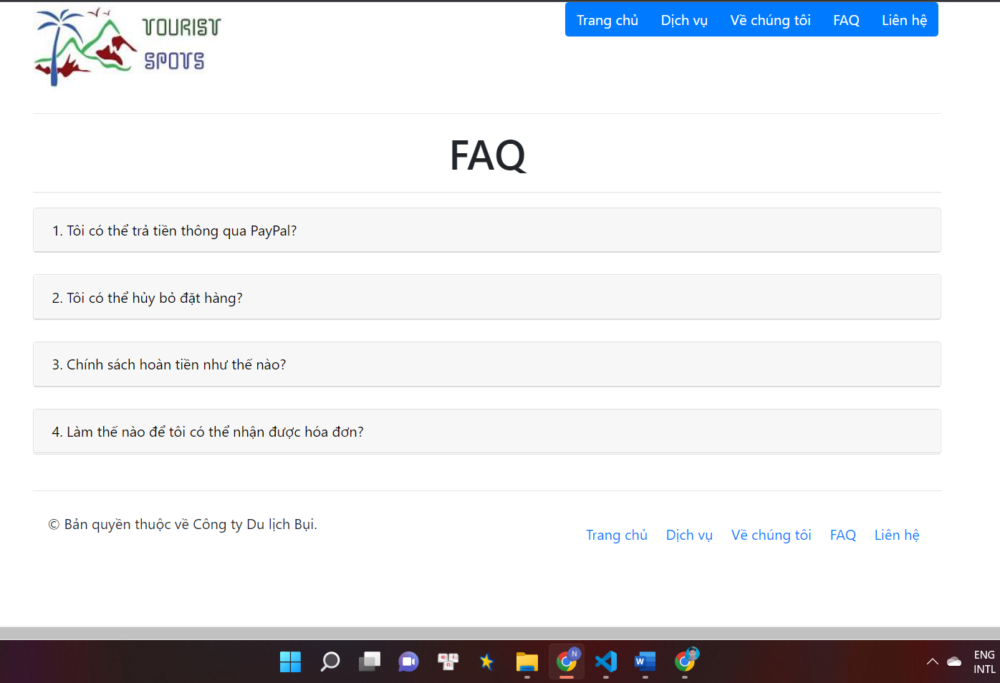 TOURIST
SPOTS
Trang chủ Dịch vụ Về chúng tôi FAQ Liên hệ
FAQ
1. Tôi có thể trả tiền thông qua PayPal?
2. Tôi có thể hủy bỏ đặt hàng?
3. Chính sách hoàn tiền như thế nào?
4. Làm thế nào để tôi có thể nhận được hóa đơn?
© Bản quyền thuộc về Công ty Du lịch Bụi.
Trang chủ Dịch vụ Về chúng tôi FAQ Liên hệ
u i n
N
W
ENG
INTL